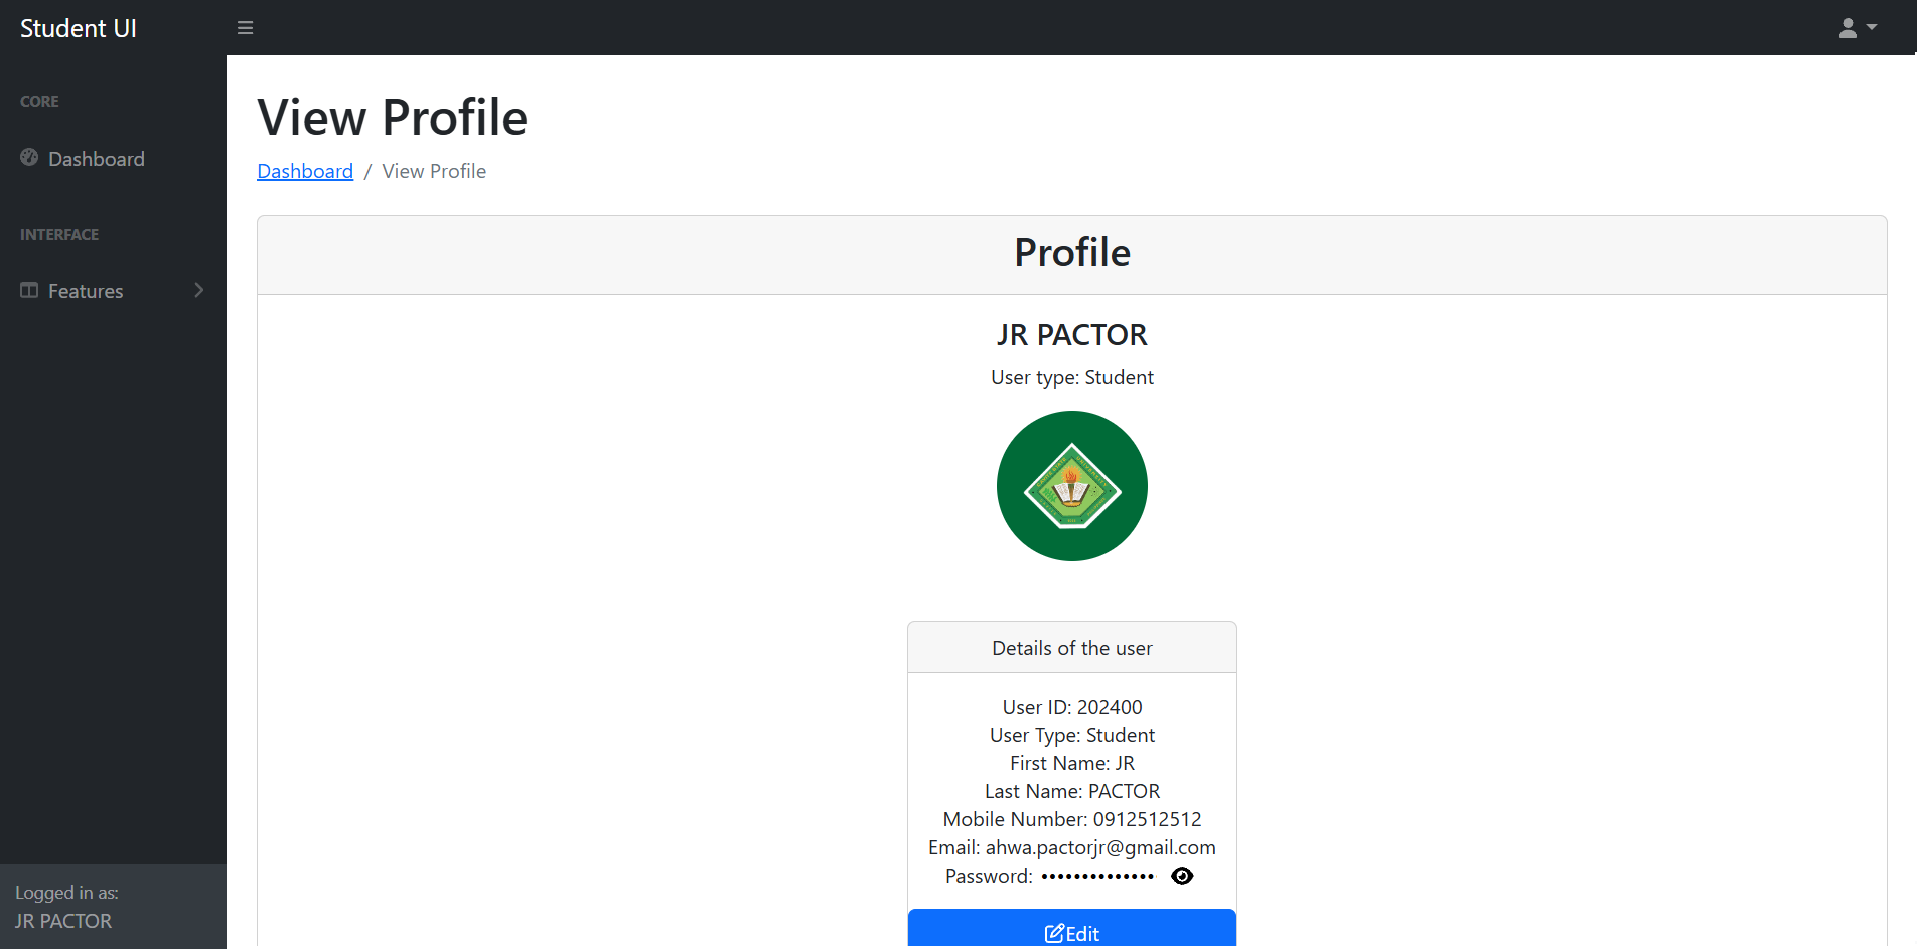 Student UI
CORE
Dashboard
INTERFACE
Features
Logged in as:
JR PACTOR
View Profile
Dashboard / View Profile
Profile
JR PACTOR
User type: Student
Details of the user
User ID: 202400
User Type: Student
First Name: JR
Last Name: PACTOR
Mobile Number: 0912512512
Email: ahwa.pactorjr@gmail.com
Password: ••••••••••••••
Edit